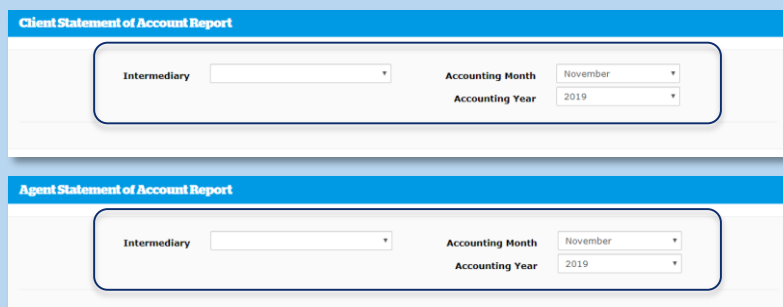 Client Statement of Account Report
Intermediary
Accounting Month November
Accounting Year 2019
Agent Statement of Account Report
Intermediary
Accounting Month November
Accounting Year 2019